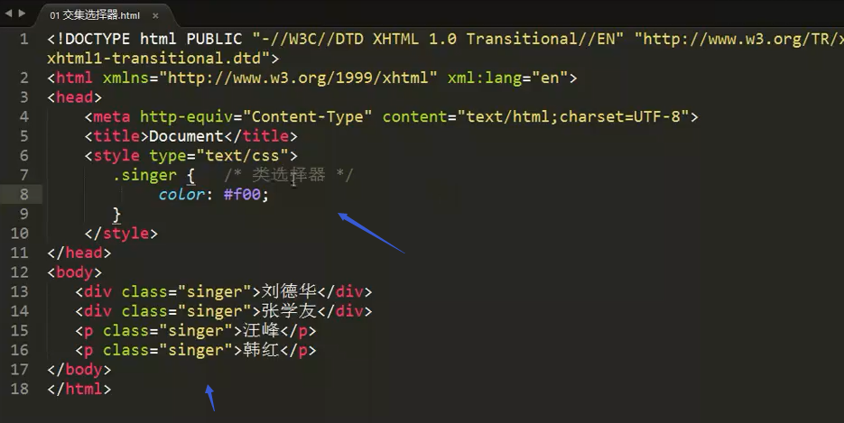 01 交集选择器.html ×
1 <!DOCTYPE html PUBLIC "-//W3C//DTD XHTML 1.0 Transitional//EN" "http://www.w3.org/TR/x
xhtml1-transitional.dtd">
2 <html xmlns="http://www.w3.org/1999/xhtml" xml:lang="en">
3 <head>
4 <meta http-equiv="Content-Type" content="text/html;charset=UTF-8">
5 <title>Document</title>
6 <style type="text/css">
7 .singer { /* 类选择器 */
8 color: #f00;
9 }
10 </style>
11 </head>
12 <body>
13 <div class="singer">刘德华</div>
14 <div class="singer">张学友</div>
15 <p class="singer">汪峰</p>
16 <p class="singer">韩红</p>
17 </body>
18 </html>